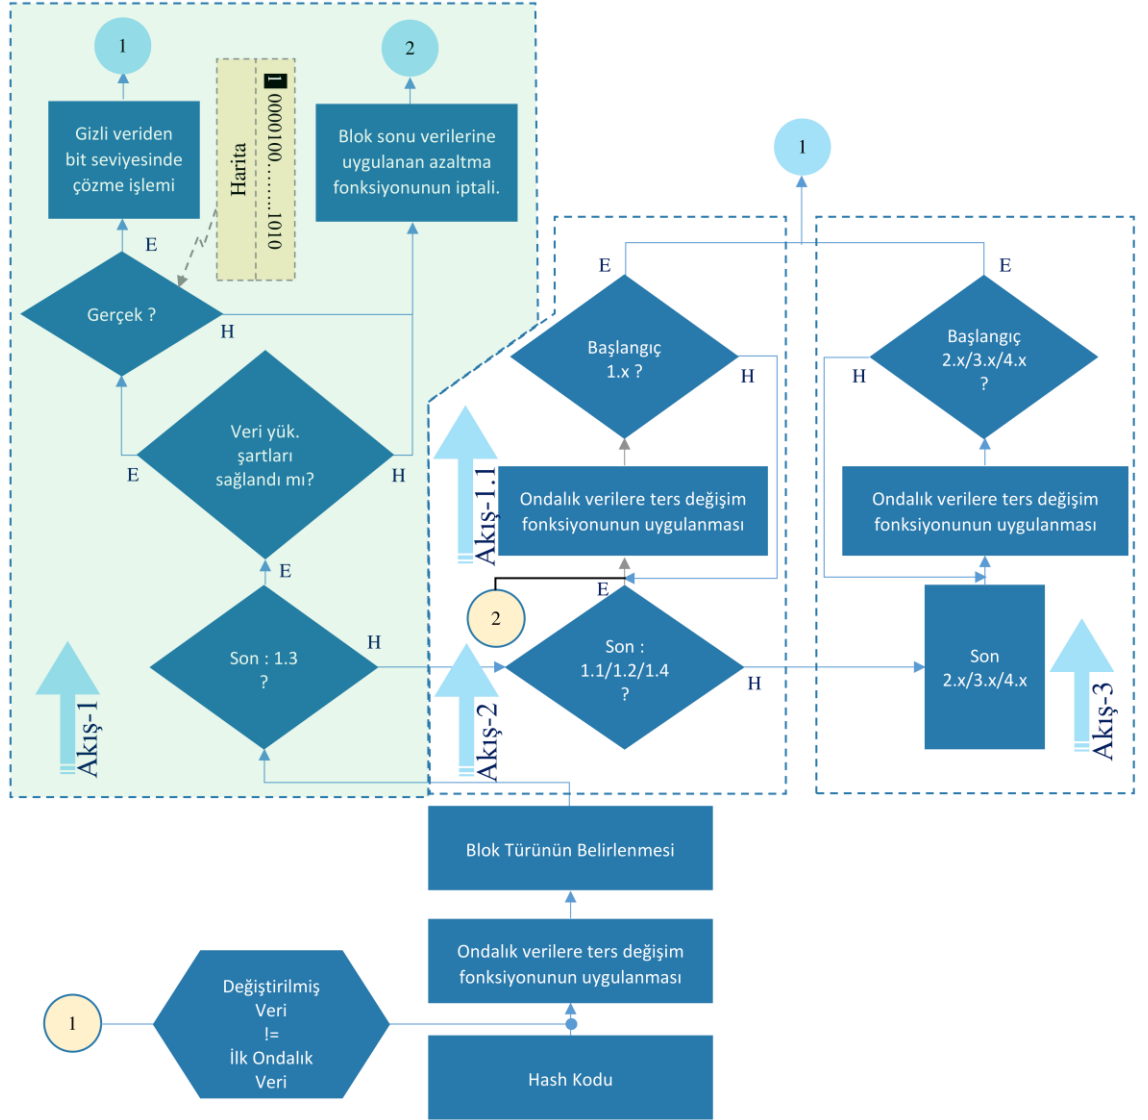 1
2
Gizli veriden
bit seviyesinde
çözme işlemi
Harita
1 0000100........1010
Blok sonu verilerine
uygulanan azaltma
fonksiyonunun iptali.
1
E
Gerçek ?
H
E
Başlangıç
1.x ?
H
E
Başlangıç
2.x/3.x/4.x
?
H
Veri yük.
şartları
sağlandı mı?
E
H
Akış-1.1
Ondalık verilere ters değişim
fonksiyonunun uygulanması
Ondalık verilere ters değişim
fonksiyonunun uygulanması
E
Son : 1.3
?
H
2
E
Son :
1.1/1.2/1.4
?
H
Son
2.x/3.x/4.x
Akış-1
Akış-2
Akış-3
Blok Türünün Belirlenmesi
Ondalık verilere ters değişim
fonksiyonunun uygulanması
1
Değiştirilmiş
Veri
!=
İlk Ondalık
Veri
Hash Kodu